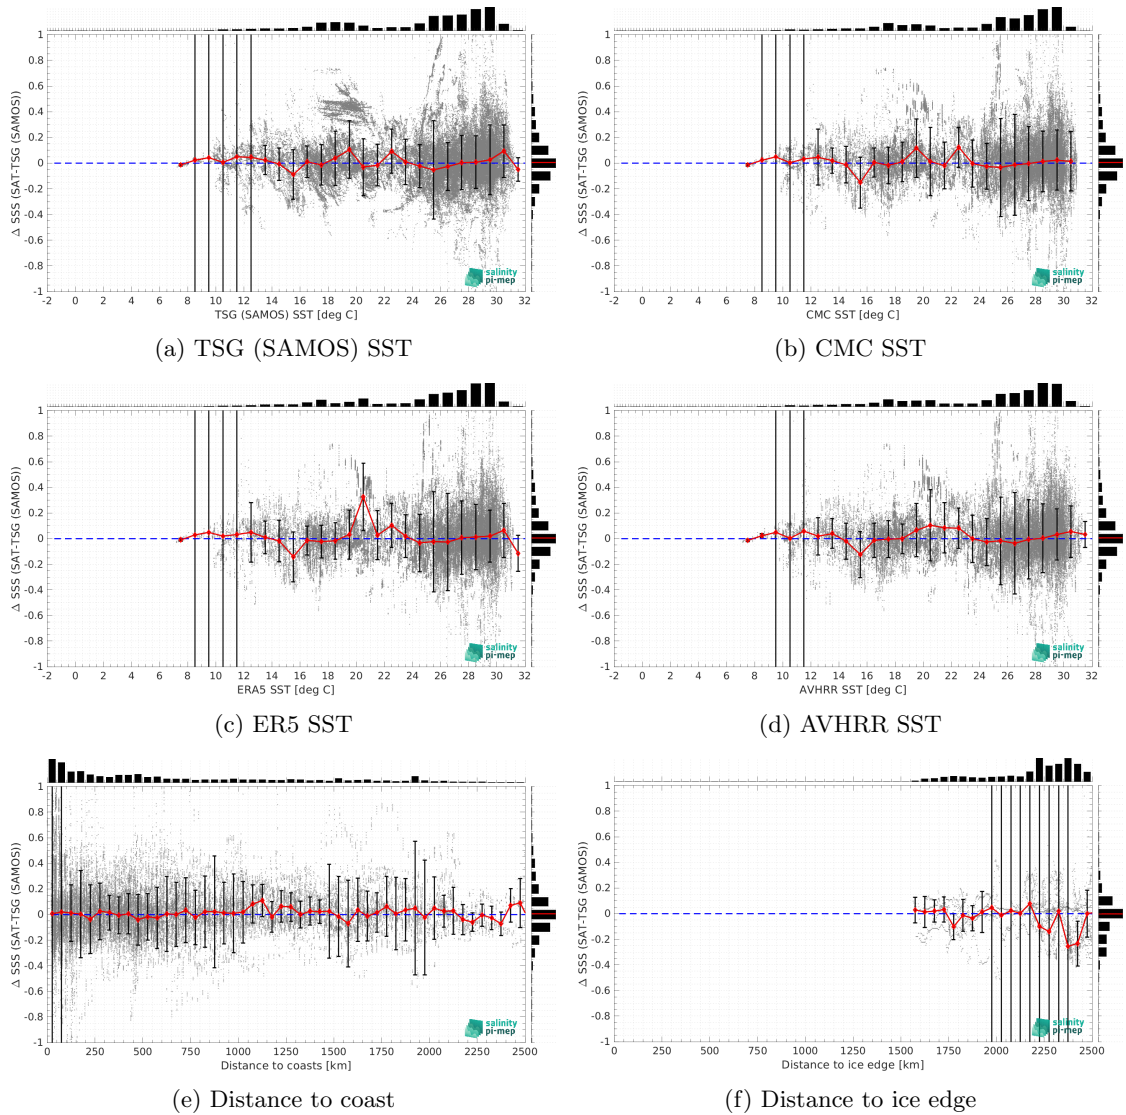 1
0.8
0.6
0.4
0.2
0
-0.2
-0.4
-0.6
-0.8
-1
Δ SSS (SAT-TSG (SAMOS))
salinity
pi-mep
-2 0 2 4 6 8 10 12 14 16 18 20 22 24 26 28 30 32
TSG (SAMOS) SST [deg C]
(a) TSG (SAMOS) SST
1
0.8
0.6
0.4
0.2
0
-0.2
-0.4
-0.6
-0.8
-1
Δ SSS (SAT-TSG (SAMOS))
salinity
pi-mep
-2 0 2 4 6 8 10 12 14 16 18 20 22 24 26 28 30 32
CMC SST [deg C]
(b) CMC SST
1
0.8
0.6
0.4
0.2
0
-0.2
-0.4
-0.6
-0.8
-1
Δ SSS (SAT-TSG (SAMOS))
salinity
pi-mep
-2 0 2 4 6 8 10 12 14 16 18 20 22 24 26 28 30 32
ERA5 SST [deg C]
(c) ER5 SST
1
0.8
0.6
0.4
0.2
0
-0.2
-0.4
-0.6
-0.8
-1
Δ SSS (SAT-TSG (SAMOS))
salinity
pi-mep
-2 0 2 4 6 8 10 12 14 16 18 20 22 24 26 28 30 32
AVHRR SST [deg C]
(d) AVHRR SST
1
0.8
0.6
0.4
0.2
0
-0.2
-0.4
-0.6
-0.8
-1
Δ SSS (SAT-TSG (SAMOS))
salinity
pi-mep
0 250 500 750 1000 1250 1500 1750 2000 2250 2500
Distance to coasts [km]
(e) Distance to coast
1
0.8
0.6
0.4
0.2
0
-0.2
-0.4
-0.6
-0.8
-1
Δ SSS (SAT-TSG (SAMOS))
salinity
pi-mep
0 250 500 750 1000 1250 1500 1750 2000 2250 2500
Distance to ice edge [km]
(f) Distance to ice edge